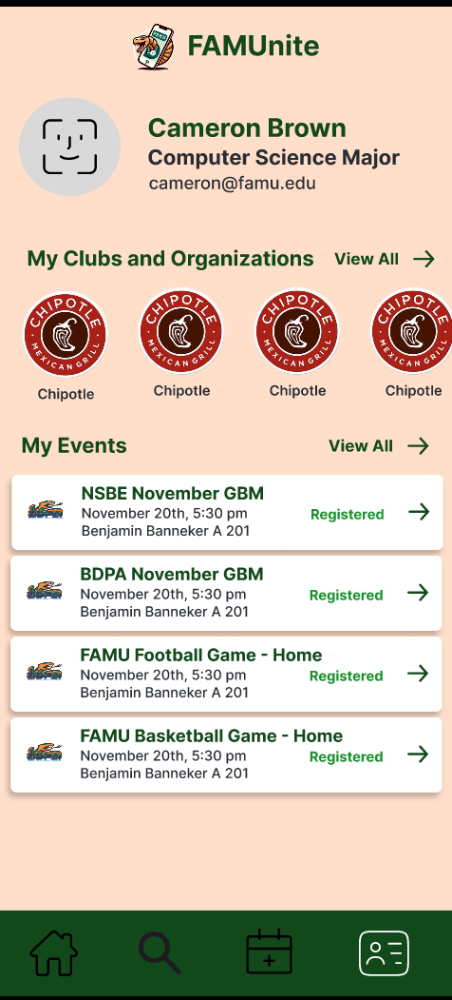 FAMUnite
Cameron Brown
Computer Science Major
cameron@famu.edu
My Clubs and Organizations View All
CHIPOTLE MEXICAN GRILL
CHIPOTLE MEXICAN GRILL
CHIPOTLE MEXICAN GRILL
CHIPOTLE MEXICAN GRILL
Chipotle Chipotle Chipotle Chipotle
My Events View All
NSBE November GBM
November 20th, 5:30 pm
Benjamin Banneker A 201
Registered
BDPA November GBM
November 20th, 5:30 pm
Benjamin Banneker A 201
Registered
FAMU Football Game - Home
November 20th, 5:30 pm
Benjamin Banneker A 201
Registered
FAMU Basketball Game - Home
November 20th, 5:30 pm
Benjamin Banneker A 201
Registered